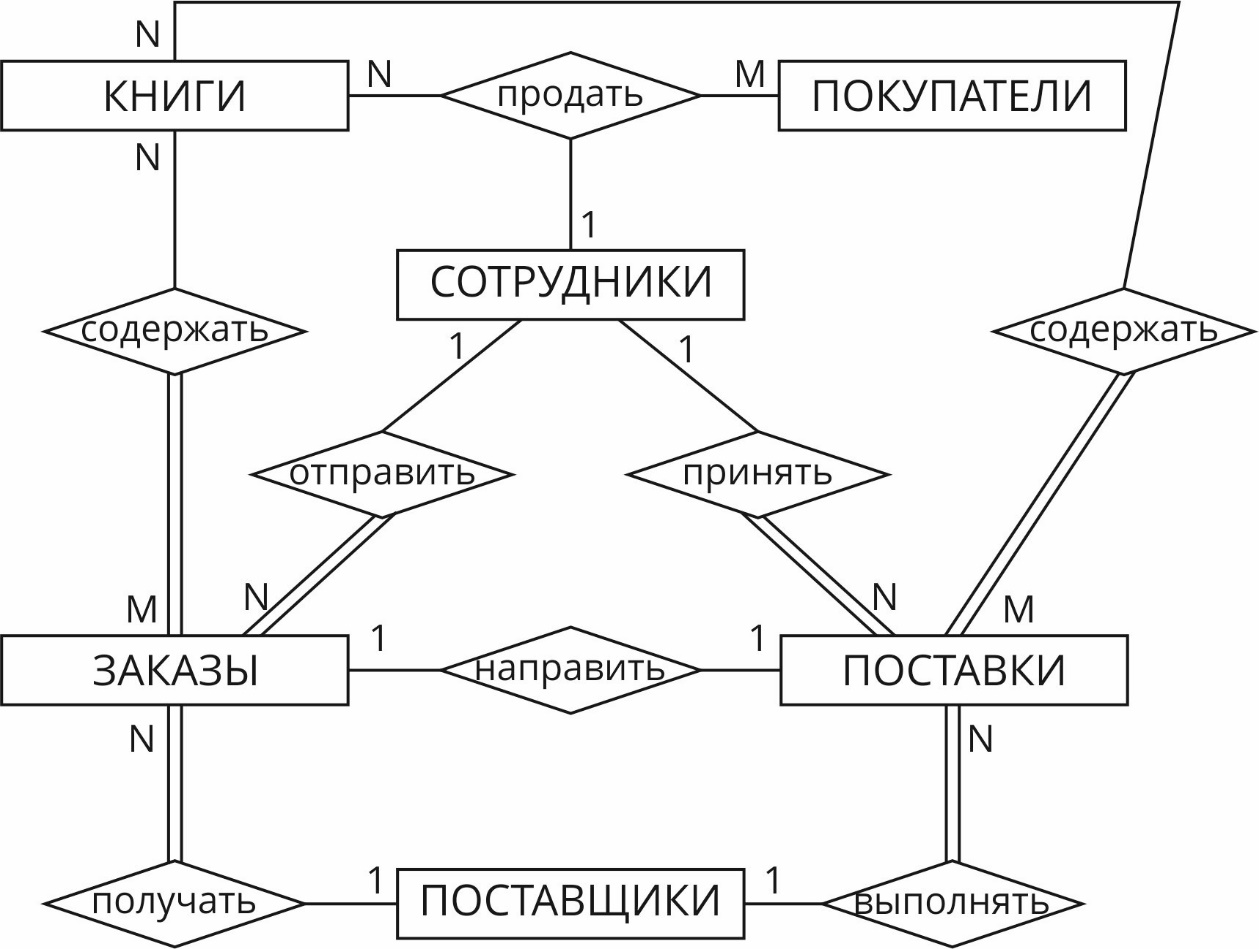 N
КНИГИ
N
продать
M
ПОКУПАТЕЛИ
N
1
СОТРУДНИКИ
содержать
1
1
содержать
отправить
принять
M
N
N
M
ЗАКАЗЫ
1
направить
1
ПОСТАВКИ
N
N
получать
1
ПОСТАВЩИКИ
1
выполнять